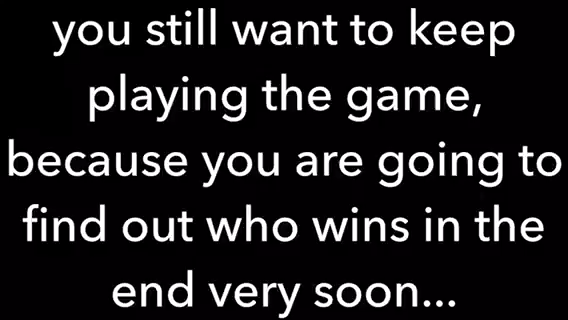 you still want to keep
playing the game,
because you are going to
find out who wins in the
end very soon...